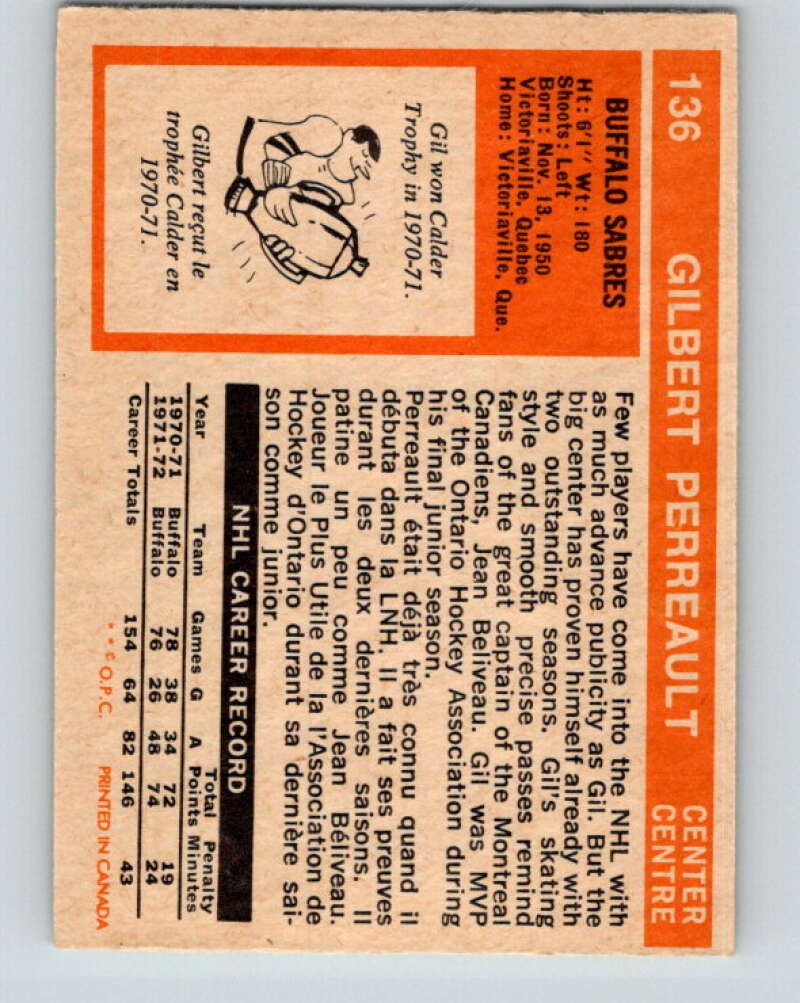 136 GILBERT PERREAULT CENTER
CENTRE
BUFFALO SABRES
Ht: 6'1" Wt: 180
Shoots: Left
Born: Nov. 13, 1950
Victoriaville, Quebec
Home: Victoriaville, Que.
Gil won Calder
Trophy in 1970-71.
Gilbert reçut le
trophée Calder en
1970-71.
Few players have come into the NHL with
as much advance publicity as Gil. But the
big center has proven himself already with
two outstanding seasons. Gil's skating
style and smooth precise passes remind
fans of the great captain of the Montreal
Canadiens, Jean Beliveau. Gil was MVP
of the Ontario Hockey Association during
his final junior season.
Perreault était déjà très connu quand il
débuta dans la LNH. Il a fait ses preuves
durant les deux dernières saisons. Il
patine un peu comme Jean Béliveau.
Joueur le Plus Utile de la l'Association de
Hockey d'Ontario durant sa dernière sai-
son comme junior.
NHL CAREER RECORD
Total Penalty
Year Team Games G A Points Minutes
1970-71 Buffalo 78 38 34 72 19
1971-72 Buffalo 76 26 48 74 24
Career Totals 154 64 82 146 43
**© O.P.C. PRINTED IN CANADA